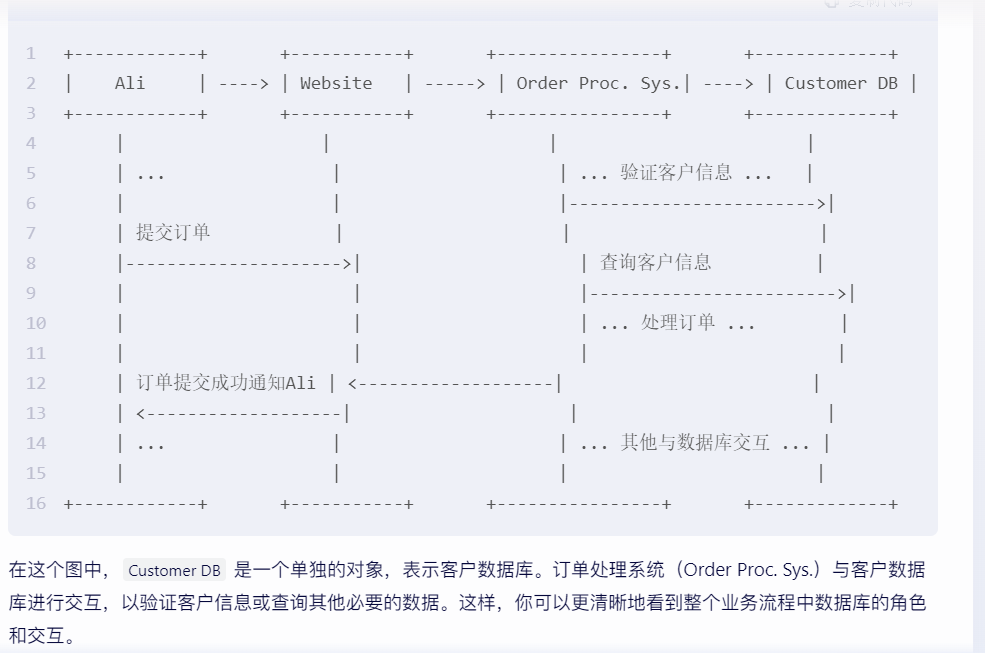 1 +------------+ +-----------+ +----------------+ +-------------+
2 | Ali | ----> | Website | -----> | Order Proc. Sys.| ----> | Customer DB |
3 +------------+ +-----------+ +----------------+ +-------------+
4 | | | |
5 | ... | | ... 验证客户信息 ... |
6 | | |------------------------>|
7 | 提交订单 | | |
8 |--------------------->| | 查询客户信息 |
9 | | |------------------------>|
10 | | | ... 处理订单 ... |
11 | | | |
12 | 订单提交成功通知Ali | <-------------------| |
13 | <-------------------| | |
14 | ... | | ... 其他与数据库交互 ... |
15 | | | |
16 +------------+ +-----------+ +----------------+ +-------------+
在这个图中， Customer DB 是一个单独的对象，表示客户数据库。订单处理系统（Order Proc. Sys.）与客户数据
库进行交互，以验证客户信息或查询其他必要的数据。这样，你可以更清晰地看到整个业务流程中数据库的角色
和交互。